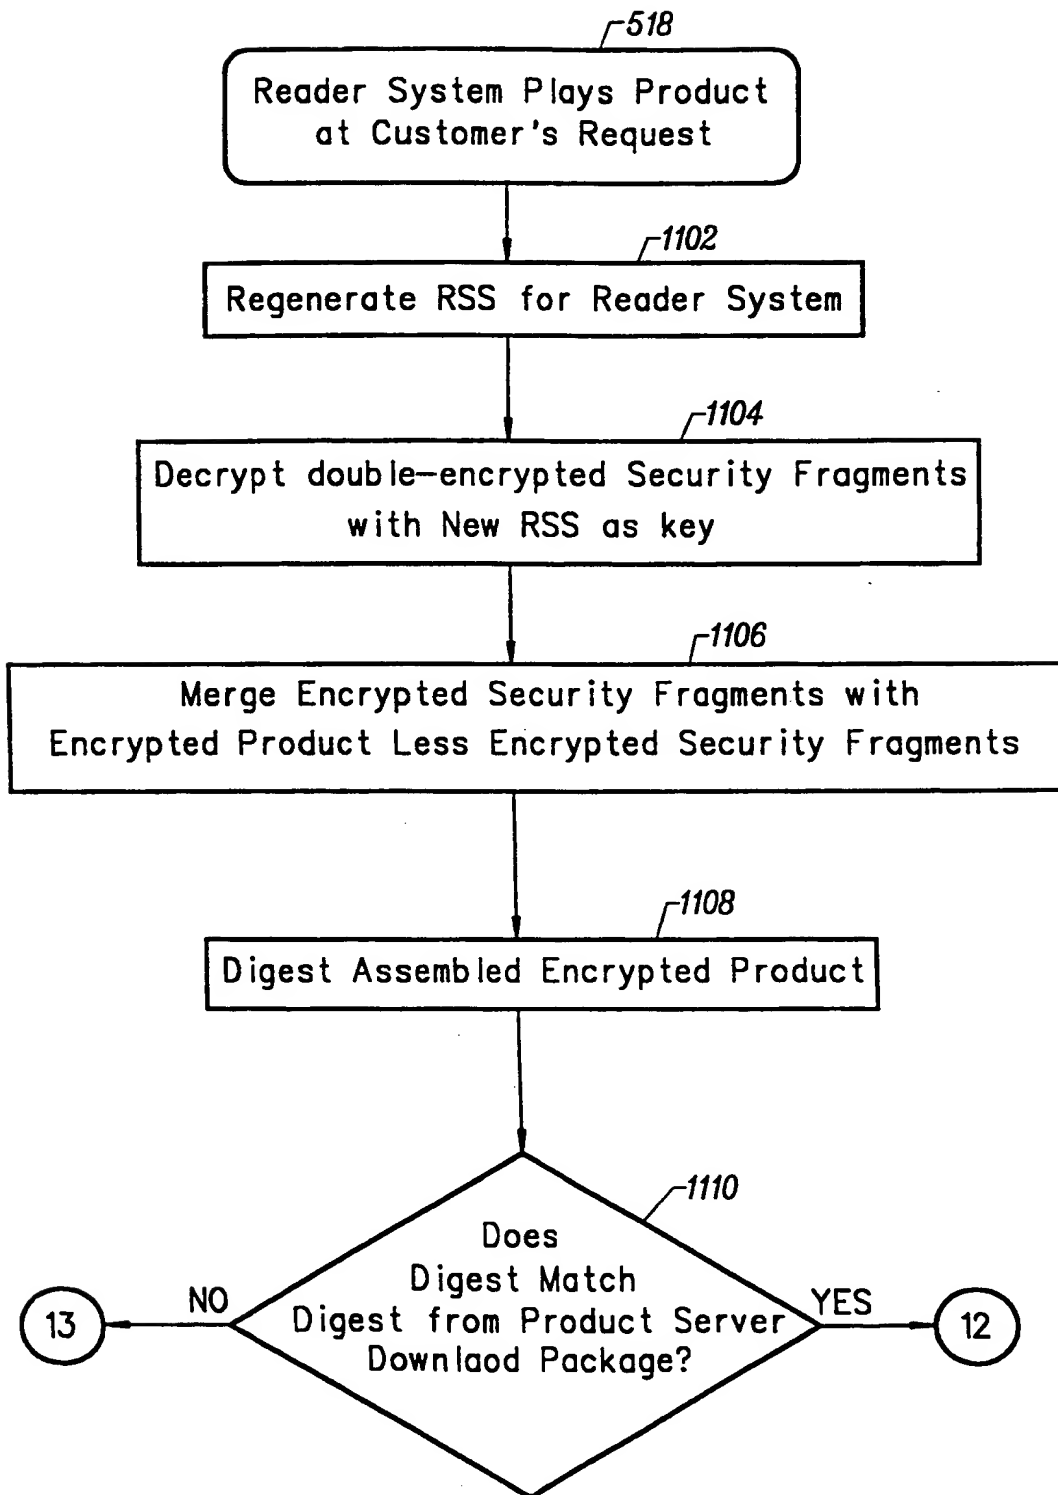 518
Reader System Plays Product
at Customer's Request
1102
Regenerate RSS for Reader System
1104
Decrypt double-encrypted Security Fragments
with New RSS as key
1106
Merge Encrypted Security Fragments with
Encrypted Product Less Encrypted Security Fragments
1108
Digest Assembled Encrypted Product
1110
Does
Digest Match
Digest from Product Server
Downlaod Package?
NO
YES
13
12